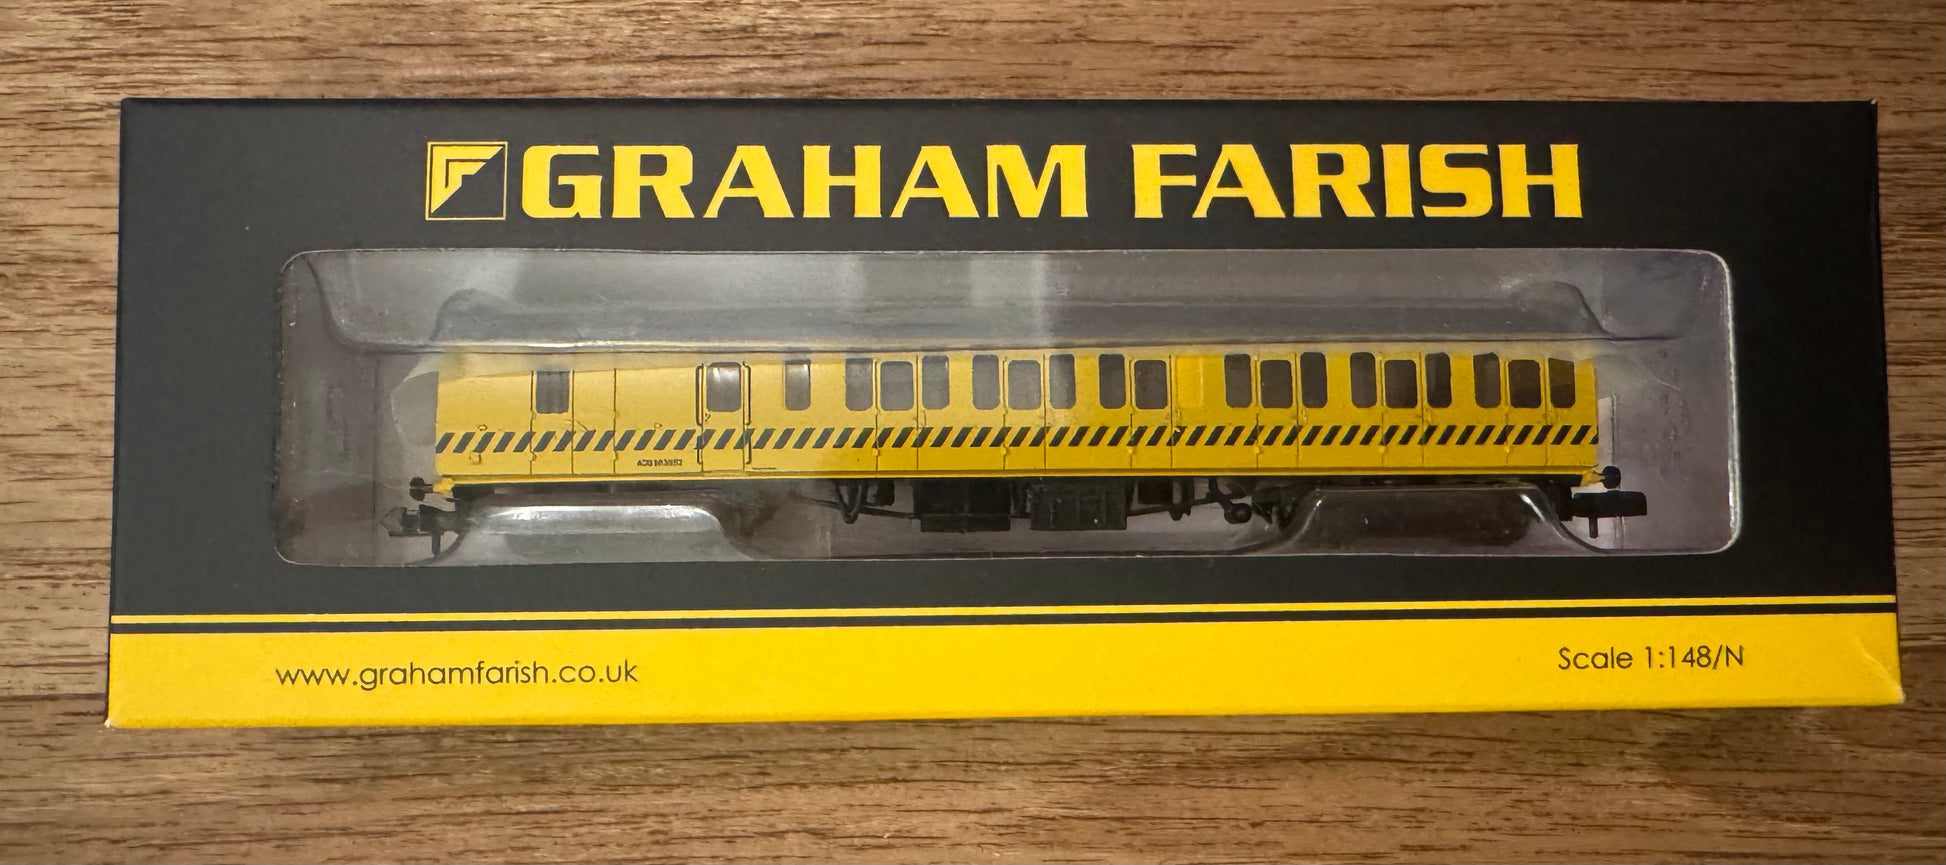 GRAHAM FARISH
www.grahamfarish.co.uk
Scale 1:148/N